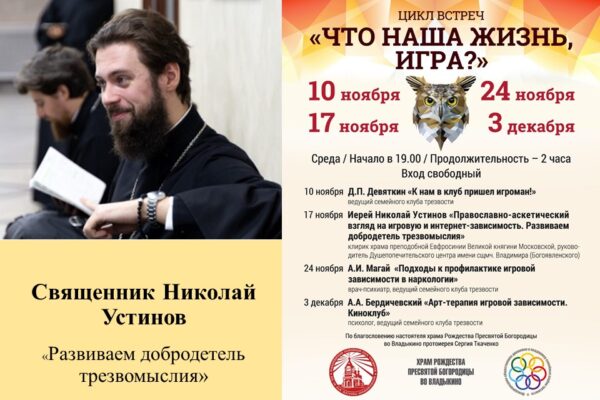 Священник Николай
Устинов
«Развиваем добродетель
трезвомыслия»
ЦИКЛ ВСТРЕЧ
«ЧТО НАША ЖИЗНЬ,
ИГРА?»
10 ноября
24 ноября
17 ноября
3 декабря
Среда / Начало в 19.00 / Продолжительность – 2 часа
Вход свободный
10 ноября Д.П. Девяткин «К нам в клуб пришел игроман!»
ведущий семейного клуба трезвости
17 ноября Иерей Николай Устинов «Православно-аскетический
взгляд на игровую и интернет-зависимость. Развиваем
добродетель трезвомыслия»
клирик храма преподобной Евфросинии Великой княгини Московской, руково-
дитель Душепопечительского центра имени сщмч. Владимира (Богоявленского)
24 ноября А.И. Магай «Подходы к профилактике игровой
зависимости в наркологии»
врач-психиатр, ведущий семейного клуба трезвости
3 декабря А.А. Бердичевский «Арт-терапия игровой зависимости.
Киноклуб»
психолог, ведущий семейного клуба трезвости
По благословению настоятеля храма Рождества Пресвятой Богородицы
во Владыкино протоиерея Сергия Ткаченко
ХРАМ РОЖДЕСТВА
ПРЕСВЯТОЙ БОГОРОДИЦЫ
ВО ВЛАДЫКИНО